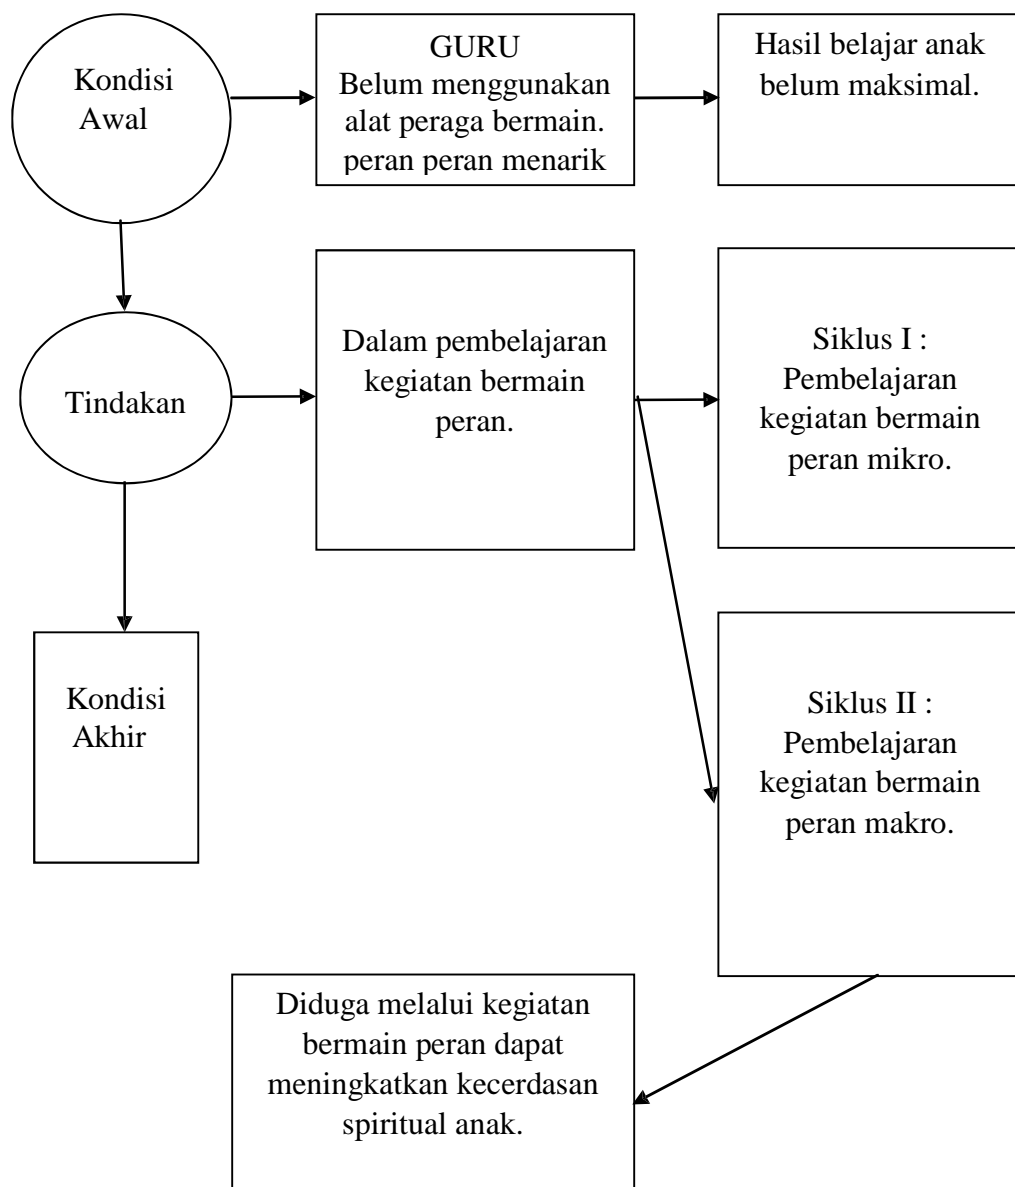 Kondisi
Awal
GURU
Belum menggunakan
alat peraga bermain.
peran peran menarik
Hasil belajar anak
belum maksimal.
Tindakan
Dalam pembelajaran
kegiatan bermain
peran.
Siklus I :
Pembelajaran
kegiatan bermain
peran mikro.
Kondisi
Akhir
Siklus II :
Pembelajaran
kegiatan bermain
peran makro.
Diduga melalui kegiatan
bermain peran dapat
meningkatkan kecerdasan
spiritual anak.